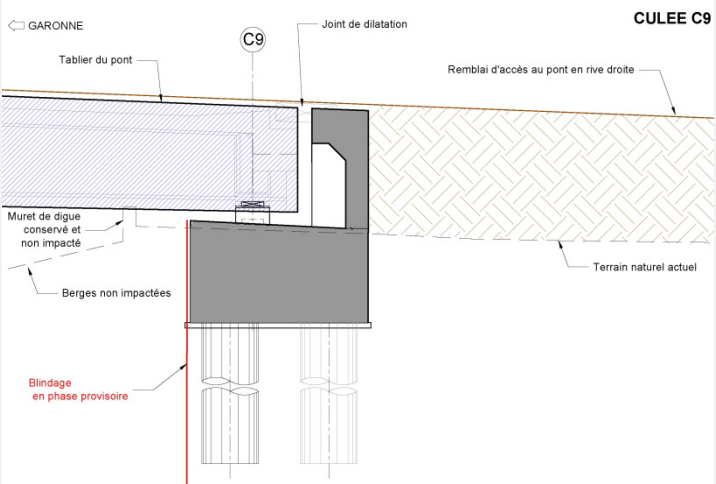 GARONNE
CULEE C9
Joint de dilatation
C9
Tablier du pont
Remblai d'accès au pont en rive droite
Muret de digue
conservé et
non impacté
Terrain naturel actuel
Berges non impactées
Blindage
en phase provisoire